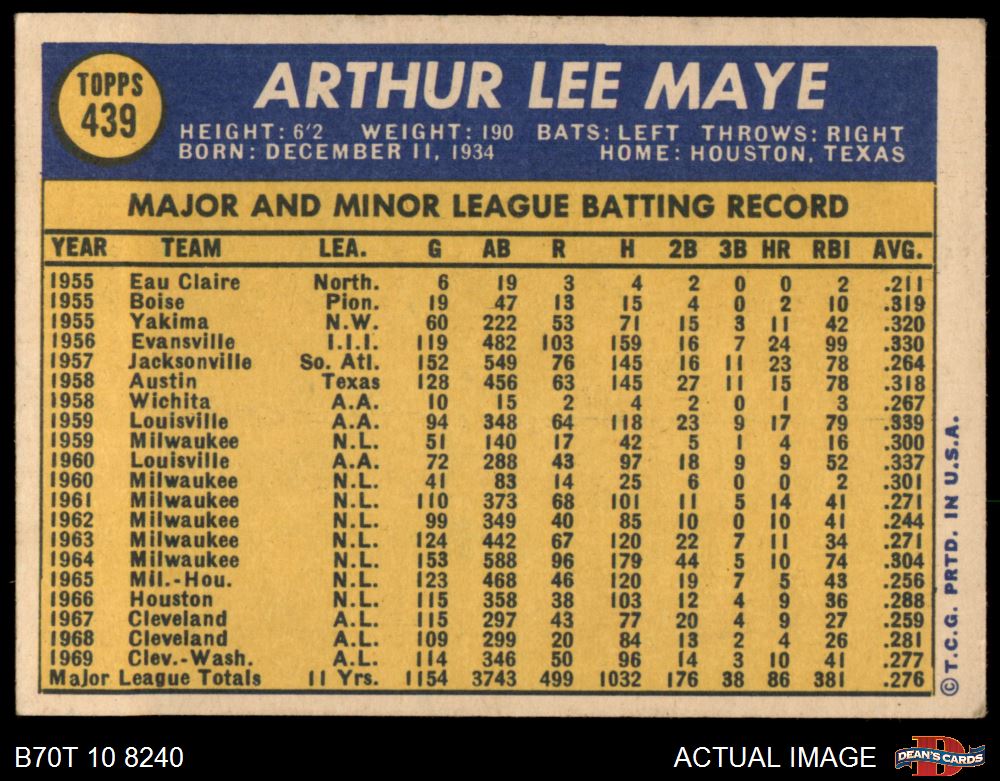 TOPPS
439
ARTHUR LEE MAYE
HEIGHT: 6'2 WEIGHT: 190 BATS: LEFT THROWS: RIGHT
BORN: DECEMBER 11, 1934 HOME: HOUSTON, TEXAS
MAJOR AND MINOR LEAGUE BATTING RECORD
YEAR TEAM LEA. G AB R H 2B 3B HR RBI AVG.
1955 Eau Claire North. 6 19 3 4 2 0 0 2 .211
1955 Boise Pion. 19 47 13 15 4 0 2 10 .319
1955 Yakima N.W. 60 222 53 71 15 3 11 42 .320
1956 Evansville I.I.I. 119 482 103 159 16 7 24 99 .330
1957 Jacksonville So. Atl. 152 549 76 145 16 11 23 78 .264
1958 Austin Texas 128 456 63 145 27 11 15 78 .318
1958 Wichita A.A. 10 15 2 4 2 0 1 3 .267
1959 Louisville A.A. 94 348 64 118 23 9 17 79 .339
1959 Milwaukee N.L. 51 140 17 42 5 1 4 16 .300
1960 Louisville A.A. 72 288 43 97 18 9 9 52 .337
1960 Milwaukee N.L. 41 83 14 25 6 0 0 2 .301
1961 Milwaukee N.L. 110 373 68 101 11 5 14 41 .271
1962 Milwaukee N.L. 99 349 40 85 10 0 10 41 .244
1963 Milwaukee N.L. 124 442 67 120 22 7 11 34 .271
1964 Milwaukee N.L. 153 588 96 179 44 5 10 74 .304
1965 Mil.-Hou. N.L. 123 468 46 120 19 7 5 43 .256
1966 Houston N.L. 115 358 38 103 12 4 9 36 .288
1967 Cleveland A.L. 115 297 43 77 20 4 9 27 .259
1968 Cleveland A.L. 109 299 20 84 13 2 4 26 .281
1969 Clev.-Wash. A.L. 114 346 50 96 14 3 10 41 .277
Major League Totals 11 Yrs. 1154 3743 499 1032 176 38 86 381 .276
© T.C.G. PRTD. IN U.S.A.
B70T 10 8240 ACTUAL IMAGE
D
DEAN'S CARDS